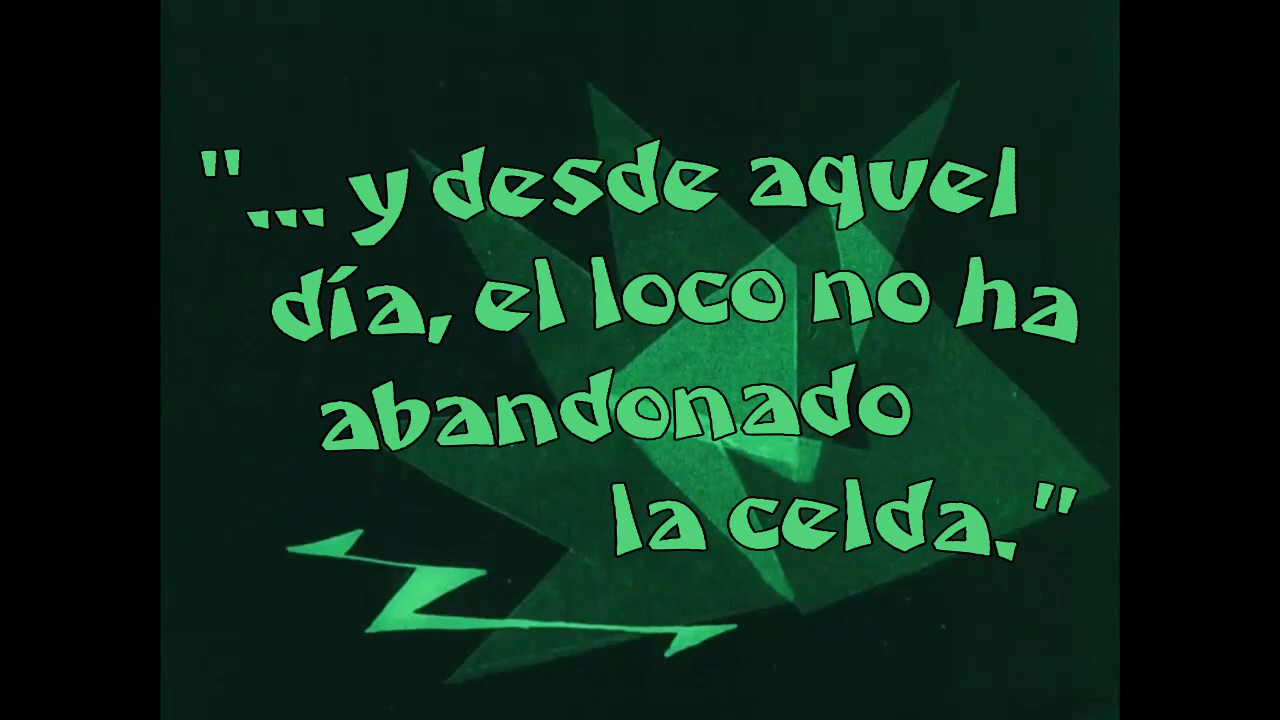 "... y desde aquel
día, el loco no ha
abandonado
la celda."